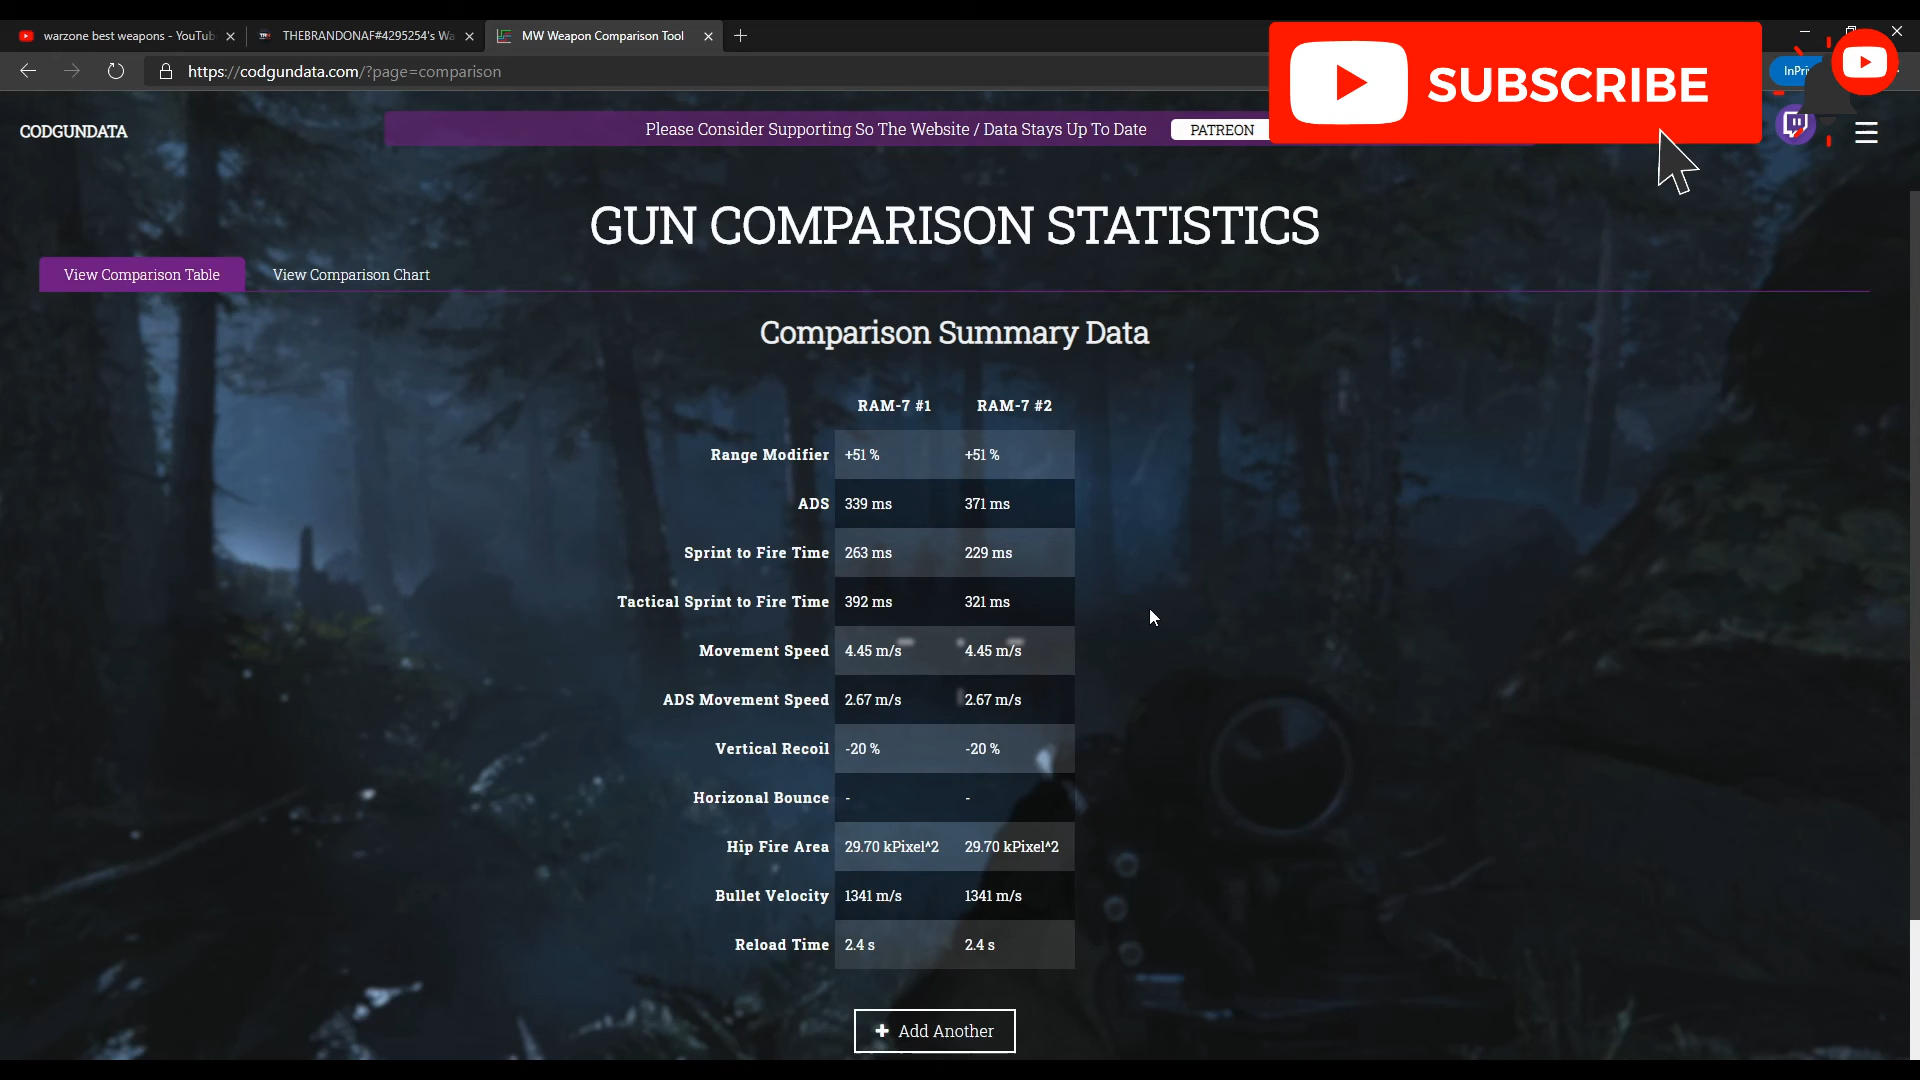 warzone best weapons - YouTub
THEBRANDONAF#4295254's Wa
MW Weapon Comparison Tool
https://codgundata.com/?page=comparison
InPri
SUBSCRIBE
CODGUNDATA
Please Consider Supporting So The Website / Data Stays Up To Date
PATREON
GUN COMPARISON STATISTICS
View Comparison Table
View Comparison Chart
Comparison Summary Data
RAM-7 #1 RAM-7 #2
Range Modifier +51 % +51 %
ADS 339 ms 371 ms
Sprint to Fire Time 263 ms 229 ms
Tactical Sprint to Fire Time 392 ms 321 ms
Movement Speed 4.45 m/s 4.45 m/s
ADS Movement Speed 2.67 m/s 2.67 m/s
Vertical Recoil -20 % -20 %
Horizonal Bounce - -
Hip Fire Area 29.70 kPixel^2 29.70 kPixel^2
Bullet Velocity 1341 m/s 1341 m/s
Reload Time 2.4 s 2.4 s
+ Add Another